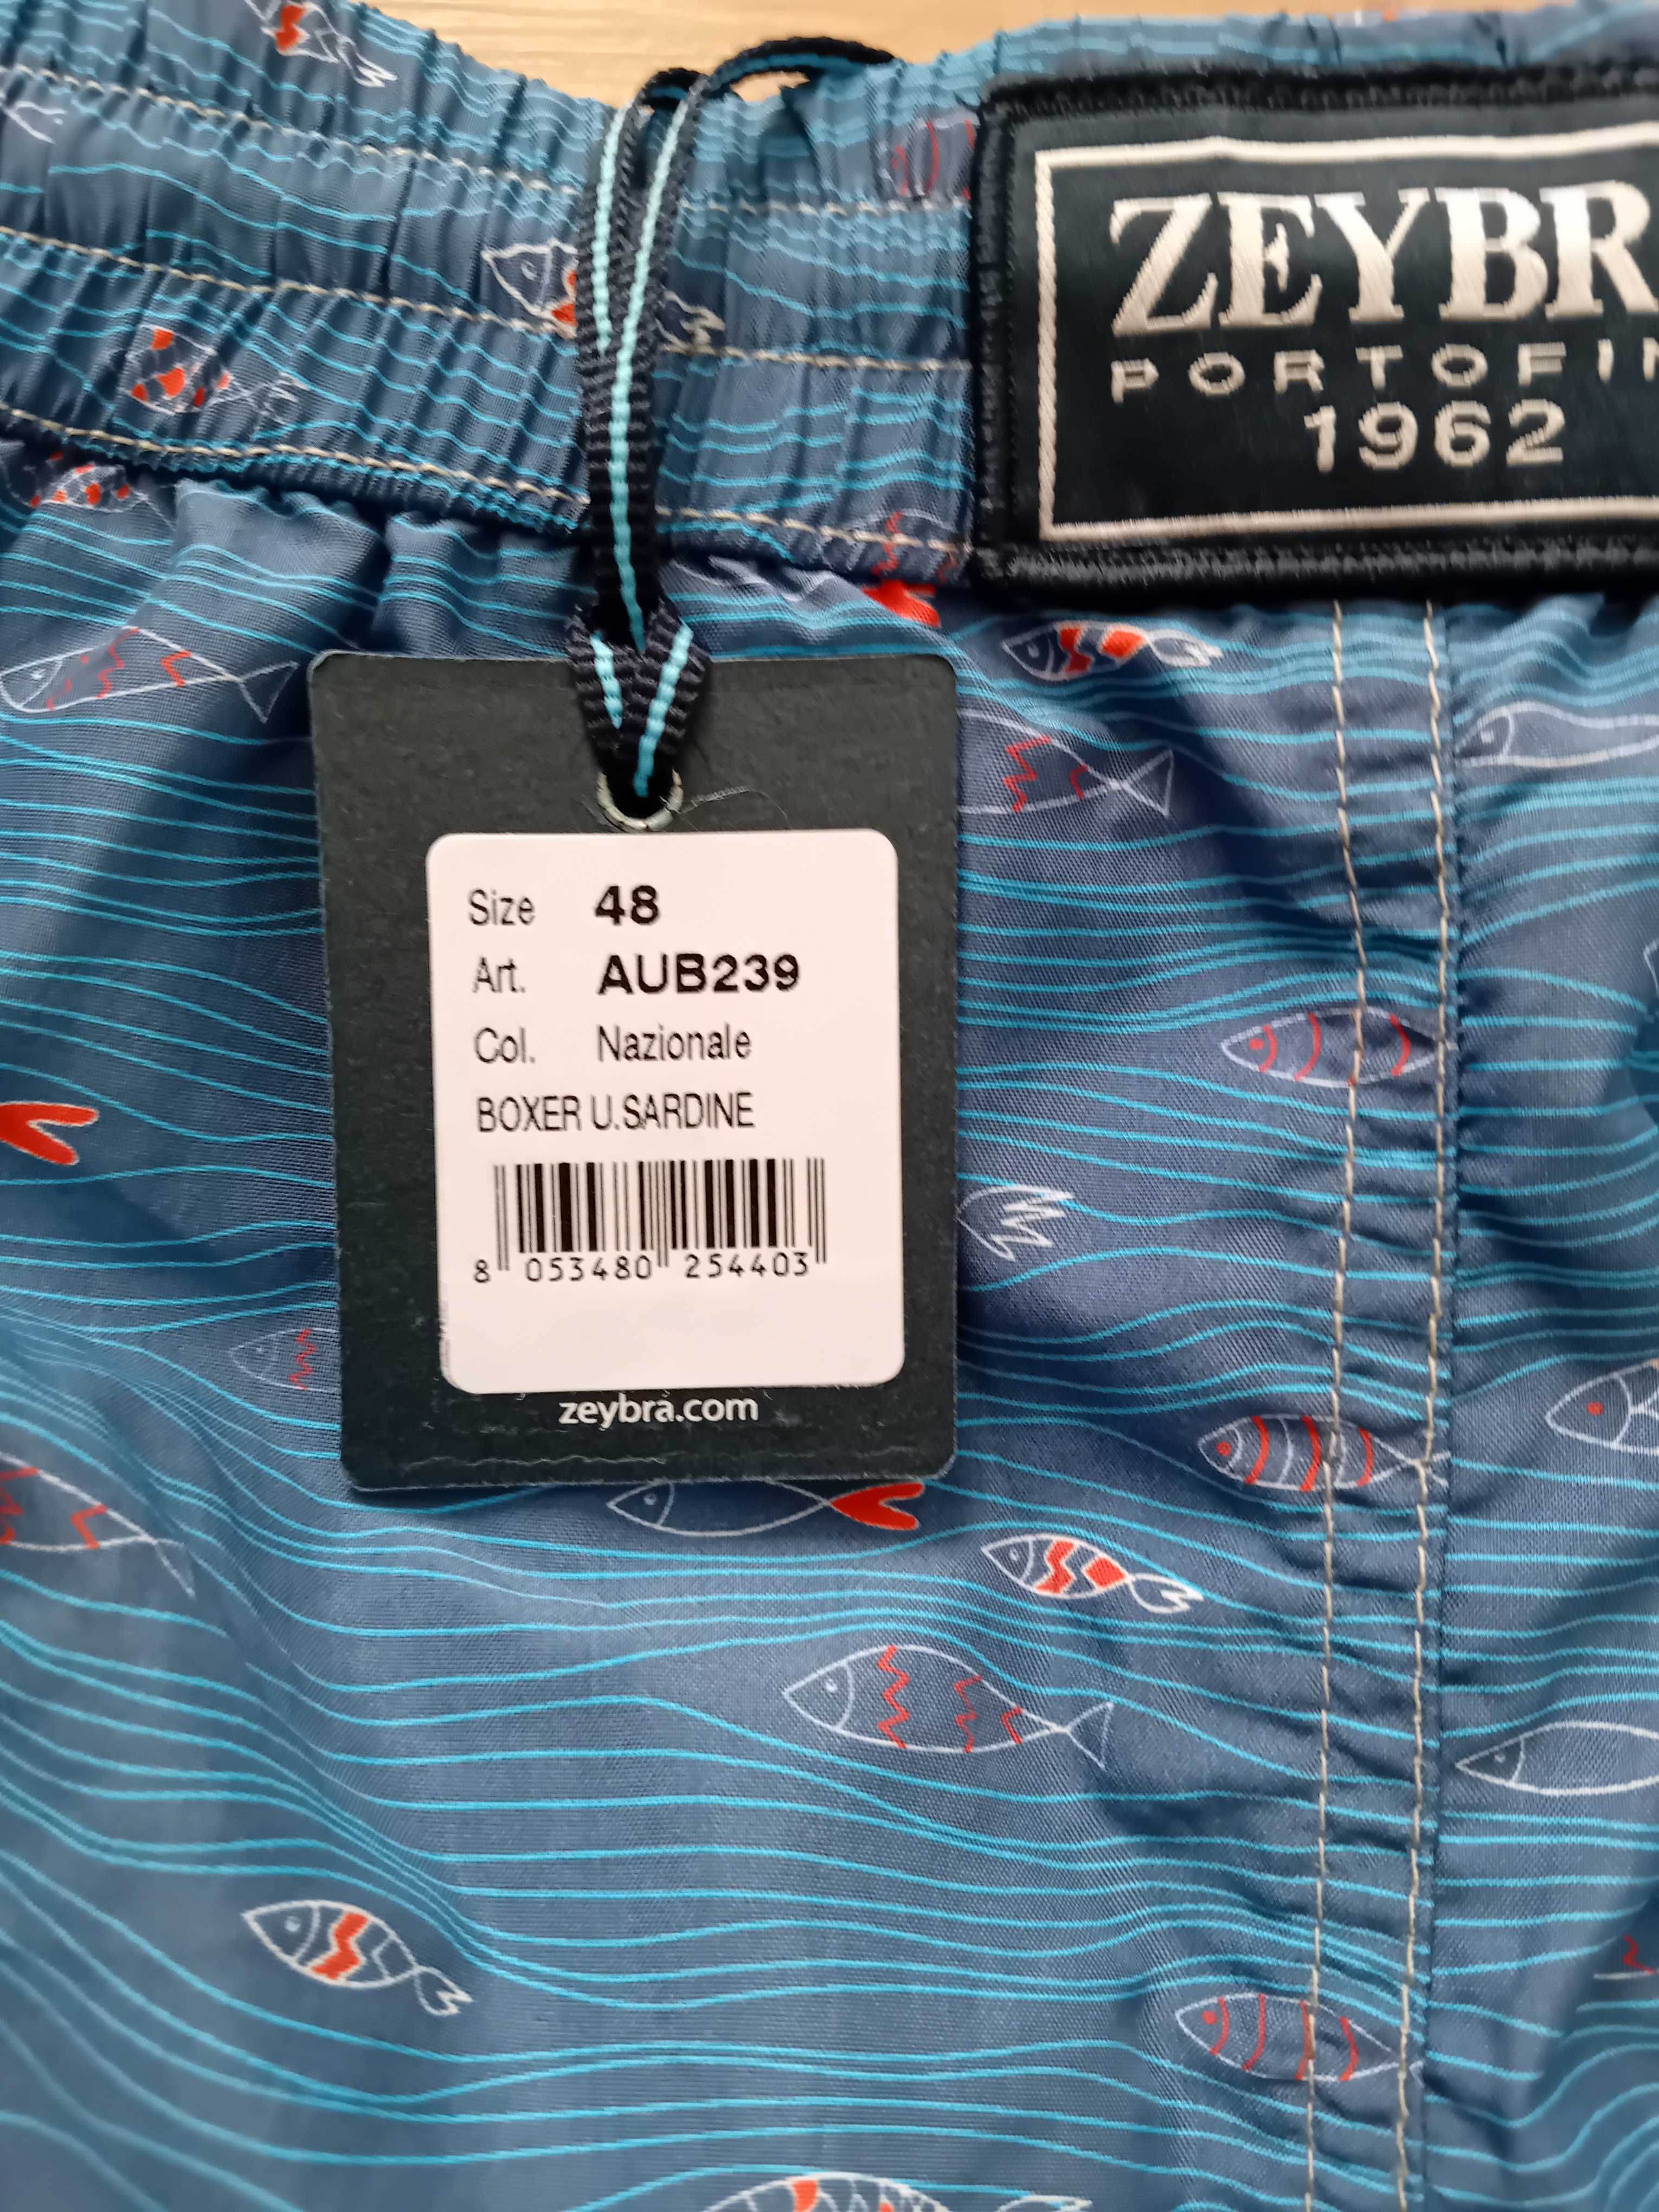 ZEYBR
PORTOFIN
1962
Size 48
Art. AUB239
Col. Nazionale
BOXER U.SARDINE
8 053480 254403
zeybra.com